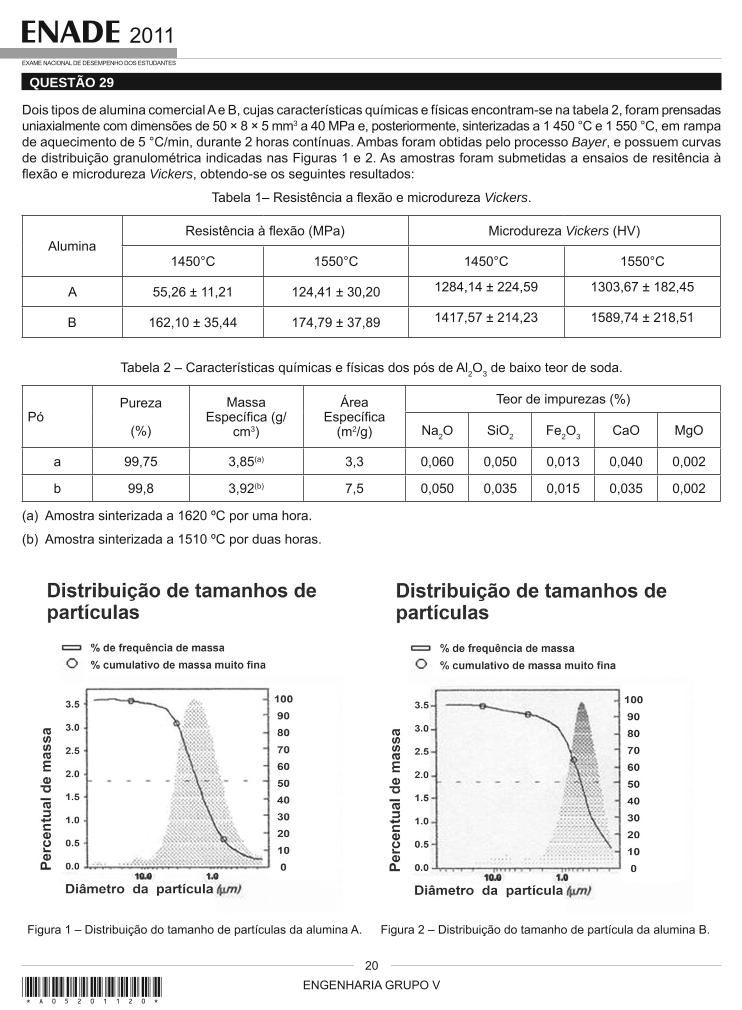 ENADE 2011
EXAME NACIONAL DE DESEMPENHO DOS ESTUDANTES
QUESTÃO 29
Dois tipos de alumina comercial A e B, cujas características químicas e físicas encontram-se na tabela 2, foram prensadas
uniaxialmente com dimensões de 50 × 8 × 5 mm³ a 40 MPa e, posteriormente, sinterizadas a 1 450 ºC e 1 550 ºC, em rampa
de aquecimento de 5 °C/min, durante 2 horas contínuas. Ambas foram obtidas pelo processo Bayer, e possuem curvas
de distribuição granulométrica indicadas nas Figuras 1 e 2. As amostras foram submetidas a ensaios de resitência à
flexão e microdureza Vickers, obtendo-se os seguintes resultados:
Tabela 1– Resistência a flexão e microdureza Vickers.
Alumina Resistência à flexão (MPa) Microdureza Vickers (HV)
1450°C 1550°C 1450°C 1550°C
A 55,26 ± 11,21 124,41 ± 30,20 1284,14 ± 224,59 1303,67 ± 182,45
B 162,10 ± 35,44 174,79 ± 37,89 1417,57 ± 214,23 1589,74 ± 218,51
Tabela 2 – Características químicas e físicas dos pós de Al₂O₃ de baixo teor de soda.
Pó Pureza (%) Massa Específica (g/cm³) Área Específica (m²/g) Teor de impurezas (%)
Na₂O SiO₂ Fe₂O₃ CaO MgO
a 99,75 3,85⁽ᵃ⁾ 3,3 0,060 0,050 0,013 0,040 0,002
b 99,8 3,92⁽ᵇ⁾ 7,5 0,050 0,035 0,015 0,035 0,002
(a) Amostra sinterizada a 1620 ºC por uma hora.
(b) Amostra sinterizada a 1510 ºC por duas horas.
Distribuição de tamanhos de
partículas
% de frequência de massa
% cumulativo de massa muito fina
Percentual de massa
3.5
3.0
2.5
2.0
1.5
1.0
0.5
0.0
100
90
80
70
60
50
40
30
20
10
0
10.0 1.0
Diâmetro da partícula (µm)
Distribuição de tamanhos de
partículas
% de frequência de massa
% cumulativo de massa muito fina
Percentual de massa
3.5
3.0
2.5
2.0
1.5
1.0
0.5
0.0
100
90
80
70
60
50
40
30
20
10
0
10.0 1.0
Diâmetro da partícula (µm)
Figura 1 – Distribuição do tamanho de partículas da alumina A.
Figura 2 – Distribuição do tamanho de partícula da alumina B.
20
ENGENHARIA GRUPO V
* A 0 5 2 0 1 1 2 0 *